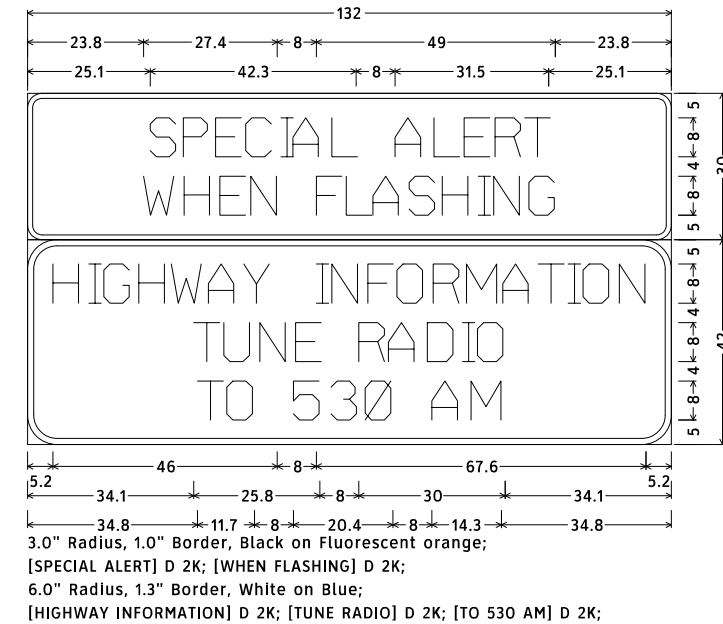 132
23.8 27.4 8 49 23.8
25.1 42.3 8 31.5 25.1
SPECIAL ALERT
WHEN FLASHING
5
8
4
8
5
30
HIGHWAY INFORMATION
TUNE RADIO
TO 530 AM
5
8
4
8
4
8
5
42
5.2 46 8 67.6 5.2
34.1 25.8 8 30 34.1
34.8 11.7 8 20.4 8 14.3 34.8
3.0" Radius, 1.0" Border, Black on Fluorescent orange;
[SPECIAL ALERT] D 2K; [WHEN FLASHING] D 2K;
6.0" Radius, 1.3" Border, White on Blue;
[HIGHWAY INFORMATION] D 2K; [TUNE RADIO] D 2K; [TO 530 AM] D 2K;